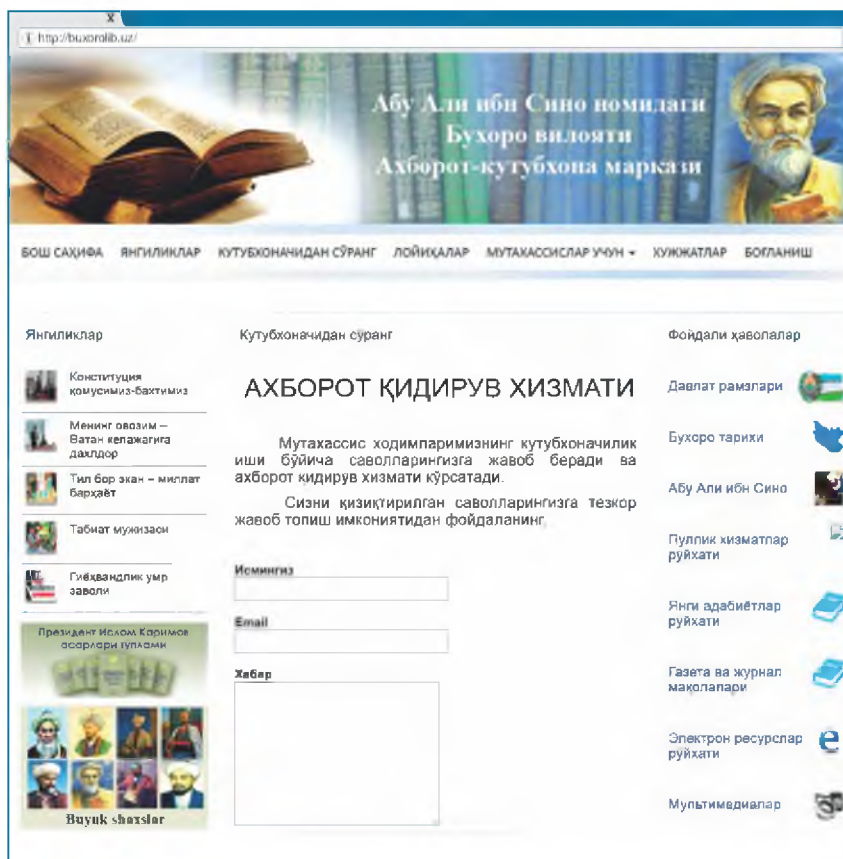 X
http://buxorolib.uz/
Абу Али ибн Сино номидаги
Бухоро вилояти
Ахборот-кутубхона маркази
БОШ САҲИФА ЯНГИЛИКЛАР КУТУБХОНАЧИДАН СЎРАНГ ЛОЙИҲАЛАР МУТАХАССИСЛАР УЧУН ХУЖЖАТЛАР БОҒЛАНИШ
Янгиликлар
Конституция
қомусимиз-бахтимиз
Менинг овозим –
Ватан келажагига
дахлдор
Тил бор экан – миллат
барҳаёт
Табиат мужизаси
Гиёҳвандлик умр
заволи
Президент Ислом Каримов
асарлари тўплами
Buyuk shaxslar
Кутубхоначидан сўранг
АХБОРОТ ҚИДИРУВ ХИЗМАТИ
Мутахассис ходимларимизнинг кутубхоначилик
иши бўйича саволларингизга жавоб беради ва
ахборот қидирув хизмати кўрсатади.
Сизни қизиқтирилган саволларингизга тезкор
жавоб топиш имкониятидан фойдаланинг.
Исмингиз
Email
Хабар
Фойдали ҳаволалар
Давлат рамзлари
Бухоро тарихи
Абу Али ибн Сино
Пуллик хизматлар
руйхати
Янги адабиётлар
руйхати
Газета ва журнал
мақолалари
Электрон ресурслар
руйхати
Мультимедиалар